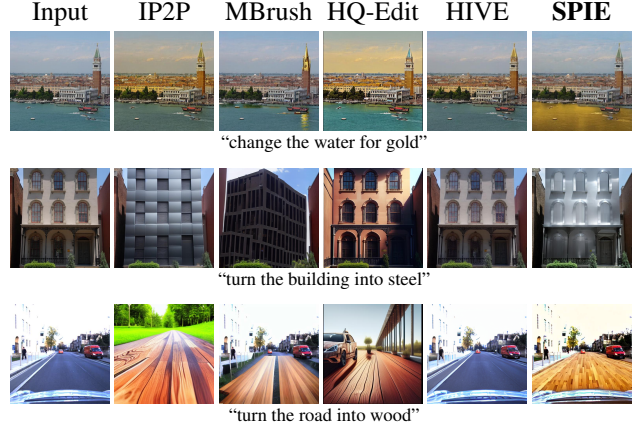 Input IP2P MBrush HQ-Edit HIVE SPIE
“change the water for gold”
“turn the building into steel”
“turn the road into wood”